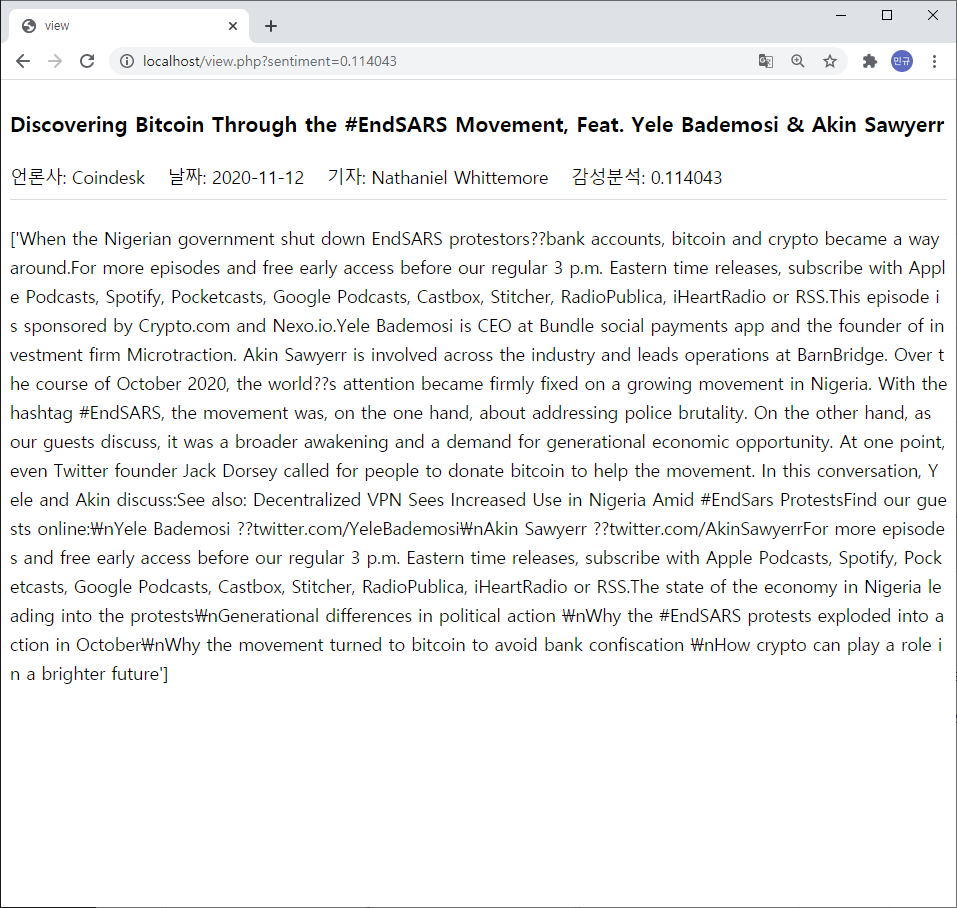 view
localhost/view.php?sentiment=0.114043
민규
Discovering Bitcoin Through the #EndSARS Movement, Feat. Yele Bademosi & Akin Sawyerr
언론사: Coindesk 날짜: 2020-11-12 기자: Nathaniel Whittemore 감성분석: 0.114043
['When the Nigerian government shut down EndSARS protestors??bank accounts, bitcoin and crypto became a way
around.For more episodes and free early access before our regular 3 p.m. Eastern time releases, subscribe with Appl
e Podcasts, Spotify, Pocketcasts, Google Podcasts, Castbox, Stitcher, RadioPublica, iHeartRadio or RSS.This episode i
s sponsored by Crypto.com and Nexo.io.Yele Bademosi is CEO at Bundle social payments app and the founder of in
vestment firm Microtraction. Akin Sawyerr is involved across the industry and leads operations at BarnBridge. Over t
he course of October 2020, the world??s attention became firmly fixed on a growing movement in Nigeria. With the
hashtag #EndSARS, the movement was, on the one hand, about addressing police brutality. On the other hand, as
our guests discuss, it was a broader awakening and a demand for generational economic opportunity. At one point,
even Twitter founder Jack Dorsey called for people to donate bitcoin to help the movement. In this conversation, Y
ele and Akin discuss:See also: Decentralized VPN Sees Increased Use in Nigeria Amid #EndSars ProtestsFind our gue
sts online:₩nYele Bademosi ??twitter.com/YeleBademosi₩nAkin Sawyerr ??twitter.com/AkinSawyerrFor more episode
s and free early access before our regular 3 p.m. Eastern time releases, subscribe with Apple Podcasts, Spotify, Pock
etcasts, Google Podcasts, Castbox, Stitcher, RadioPublica, iHeartRadio or RSS.The state of the economy in Nigeria le
ading into the protests₩nGenerational differences in political action ₩nWhy the #EndSARS protests exploded into a
ction in October₩nWhy the movement turned to bitcoin to avoid bank confiscation ₩nHow crypto can play a role i
n a brighter future']